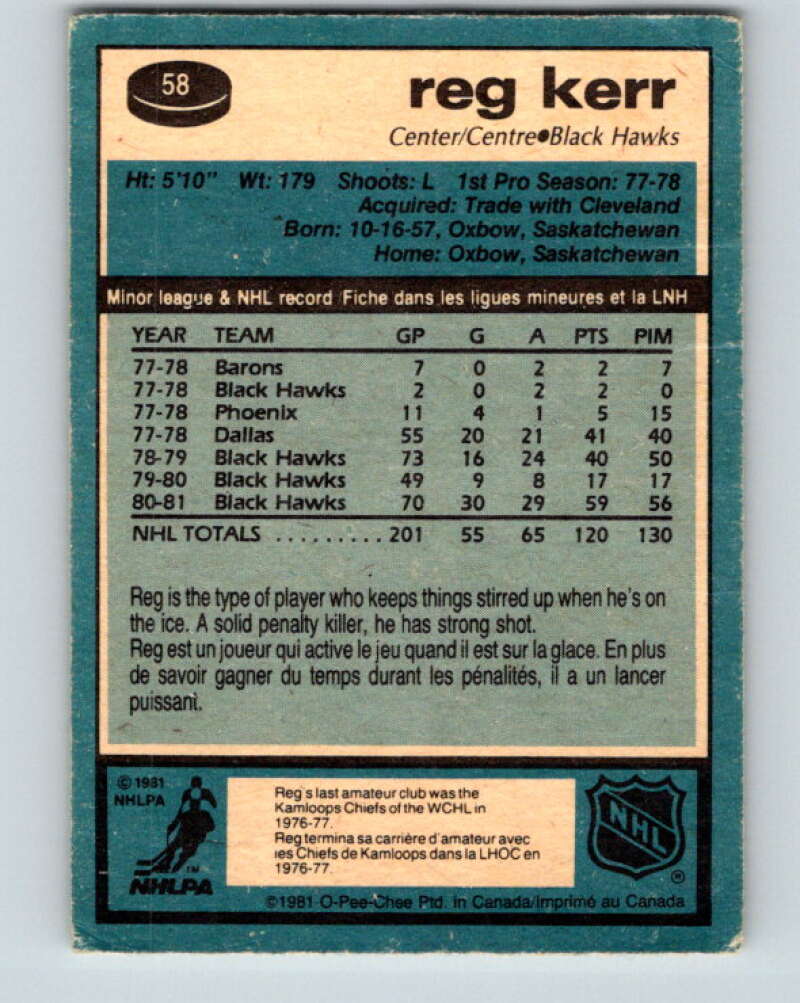 58
reg kerr
Center/Centre●Black Hawks
Ht: 5'10" Wt: 179 Shoots: L 1st Pro Season: 77-78
Acquired: Trade with Cleveland
Born: 10-16-57, Oxbow, Saskatchewan
Home: Oxbow, Saskatchewan
Minor league & NHL record/Fiche dans les ligues mineures et la LNH
YEAR TEAM GP G A PTS PIM
77-78 Barons 7 0 2 2 7
77-78 Black Hawks 2 0 2 2 0
77-78 Phoenix 11 4 1 5 15
77-78 Dallas 55 20 21 41 40
78-79 Black Hawks 73 16 24 40 50
79-80 Black Hawks 49 9 8 17 17
80-81 Black Hawks 70 30 29 59 56
NHL TOTALS ......... 201 55 65 120 130
Reg is the type of player who keeps things stirred up when he's on
the ice. A solid penalty killer, he has strong shot.
Reg est un joueur qui active le jeu quand il est sur la glace. En plus
de savoir gagner du temps durant les pénalités, il a un lancer
puissant.
© 1981
NHLPA
TM
NHLPA
Reg's last amateur club was the
Kamloops Chiefs of the WCHL in
1976-77.
Reg termina sa carrière d'amateur avec
les Chiefs de Kamloops dans la LHOC en
1976-77.
NHL
®
©1981 O-Pee-Chee Ptd. in Canada/Imprimé au Canada